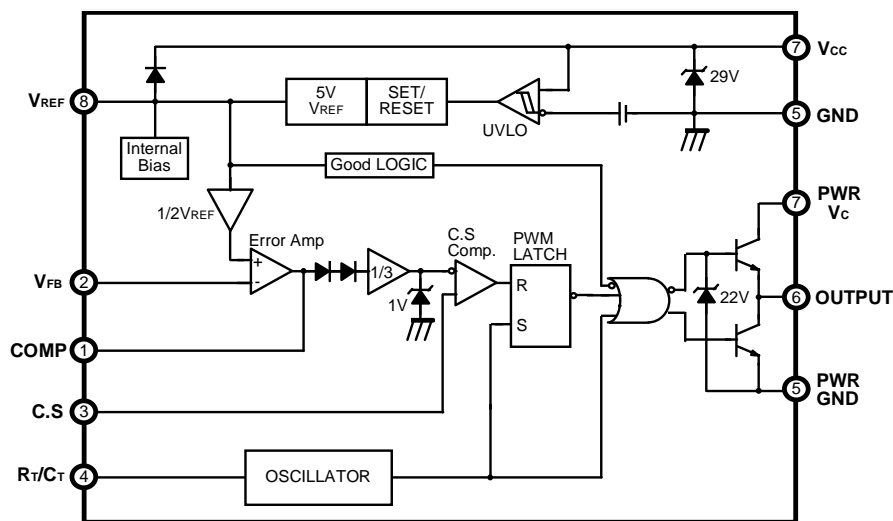 7 Vcc
8 VREF
5V VREF
SET/ RESET
UVLO
29V
5 GND
Internal Bias
Good LOGIC
1/2VREF
7 PWR Vc
Error Amp
C.S Comp.
PWM LATCH
+
-
1/3
1V
R
S
2 VFB
22V
6 OUTPUT
1 COMP
5 PWR GND
3 C.S
4 RT/CT
OSCILLATOR